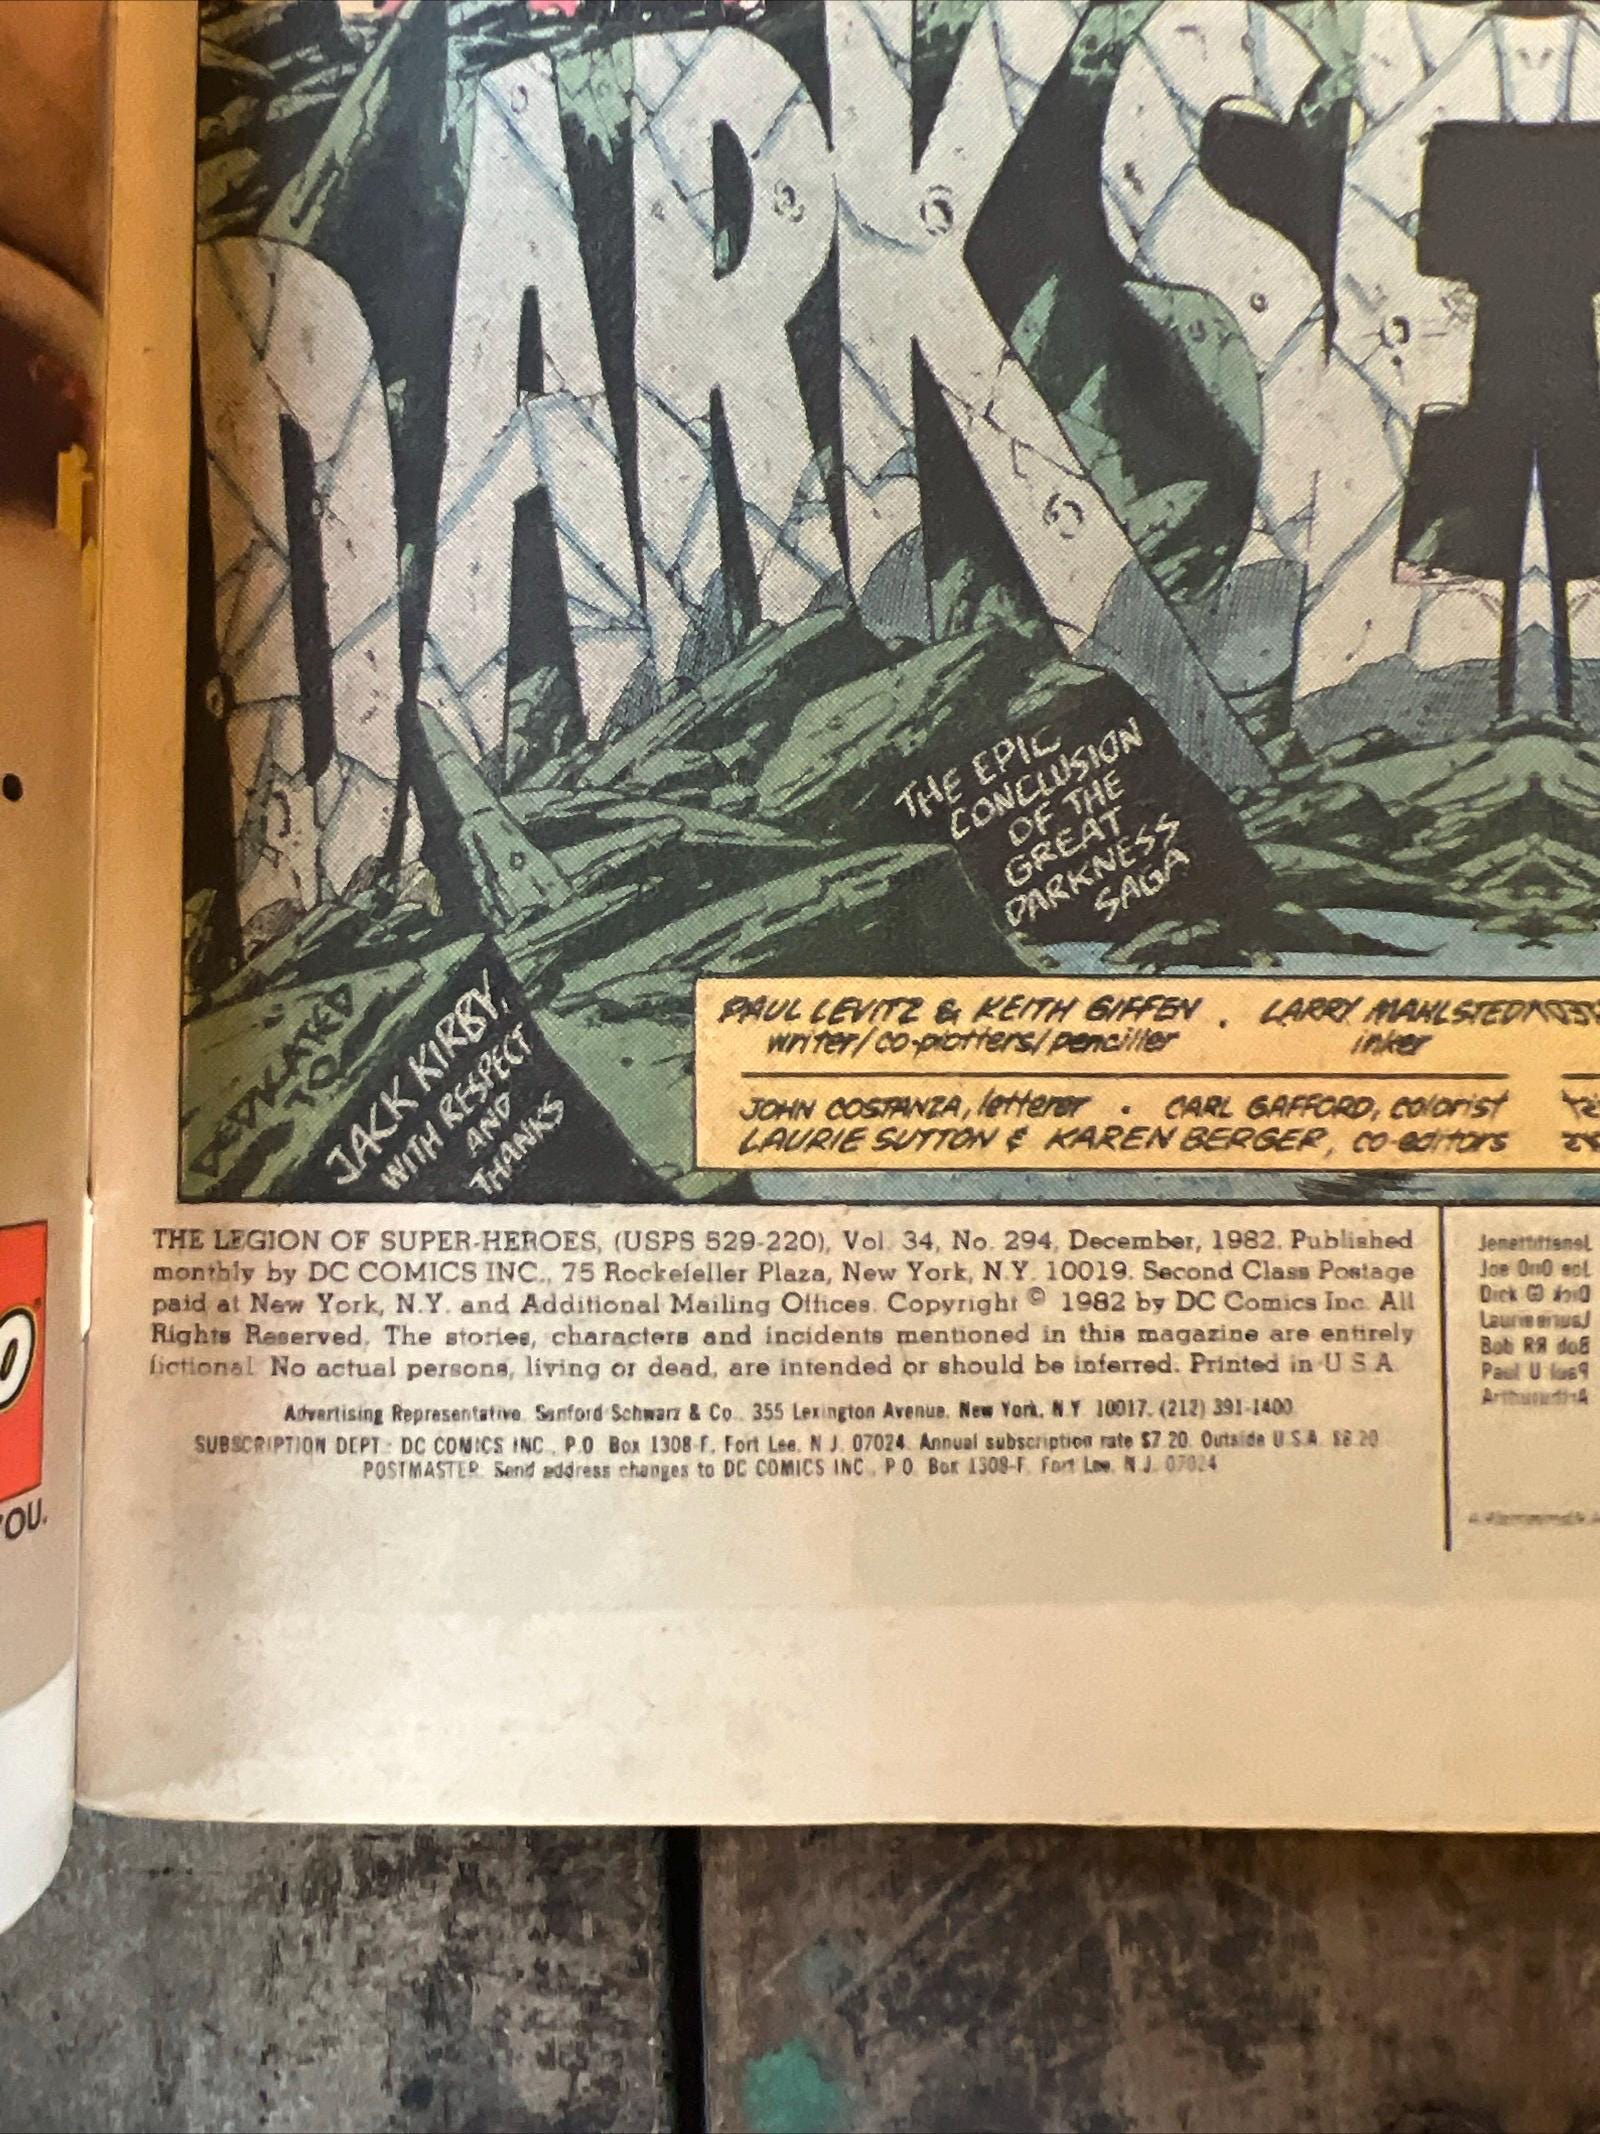 DARKSEI
THE EPIC
CONCLUSION
OF THE
GREAT
DARKNESS
SAGA
DEDICATED
TO
JACK KIRBY,
WITH RESPECT
AND
THANKS
PAUL LEVITZ & KEITH GIFFEN . LARRY MAHLSTED
writer/co-plotters/penciller inker
JOHN COSTANZA, letterer . CARL GAFFORD, colorist
LAURIE SUTTON & KAREN BERGER, co-editors
THE LEGION OF SUPER-HEROES, (USPS 529-220), Vol. 34, No. 294, December, 1982. Published
monthly by DC COMICS INC., 75 Rockefeller Plaza, New York, N.Y. 10019. Second Class Postage
paid at New York, N.Y. and Additional Mailing Offices. Copyright © 1982 by DC Comics Inc. All
Rights Reserved. The stories, characters and incidents mentioned in this magazine are entirely
fictional. No actual persons, living or dead, are intended or should be inferred. Printed in U.S.A.
Advertising Representative, Sanford Schwarz & Co., 355 Lexington Avenue, New York, N.Y. 10017, (212) 391-1400
SUBSCRIPTION DEPT.: DC COMICS INC., P.O. Box 1308-F, Fort Lee, N.J. 07024. Annual subscription rate $7.20. Outside U.S.A. $8.20
POSTMASTER: Send address changes to DC COMICS INC., P.O. Box 1308-F, Fort Lee, N.J. 07024
Joe
Dick
Bob
Paul
YOU.